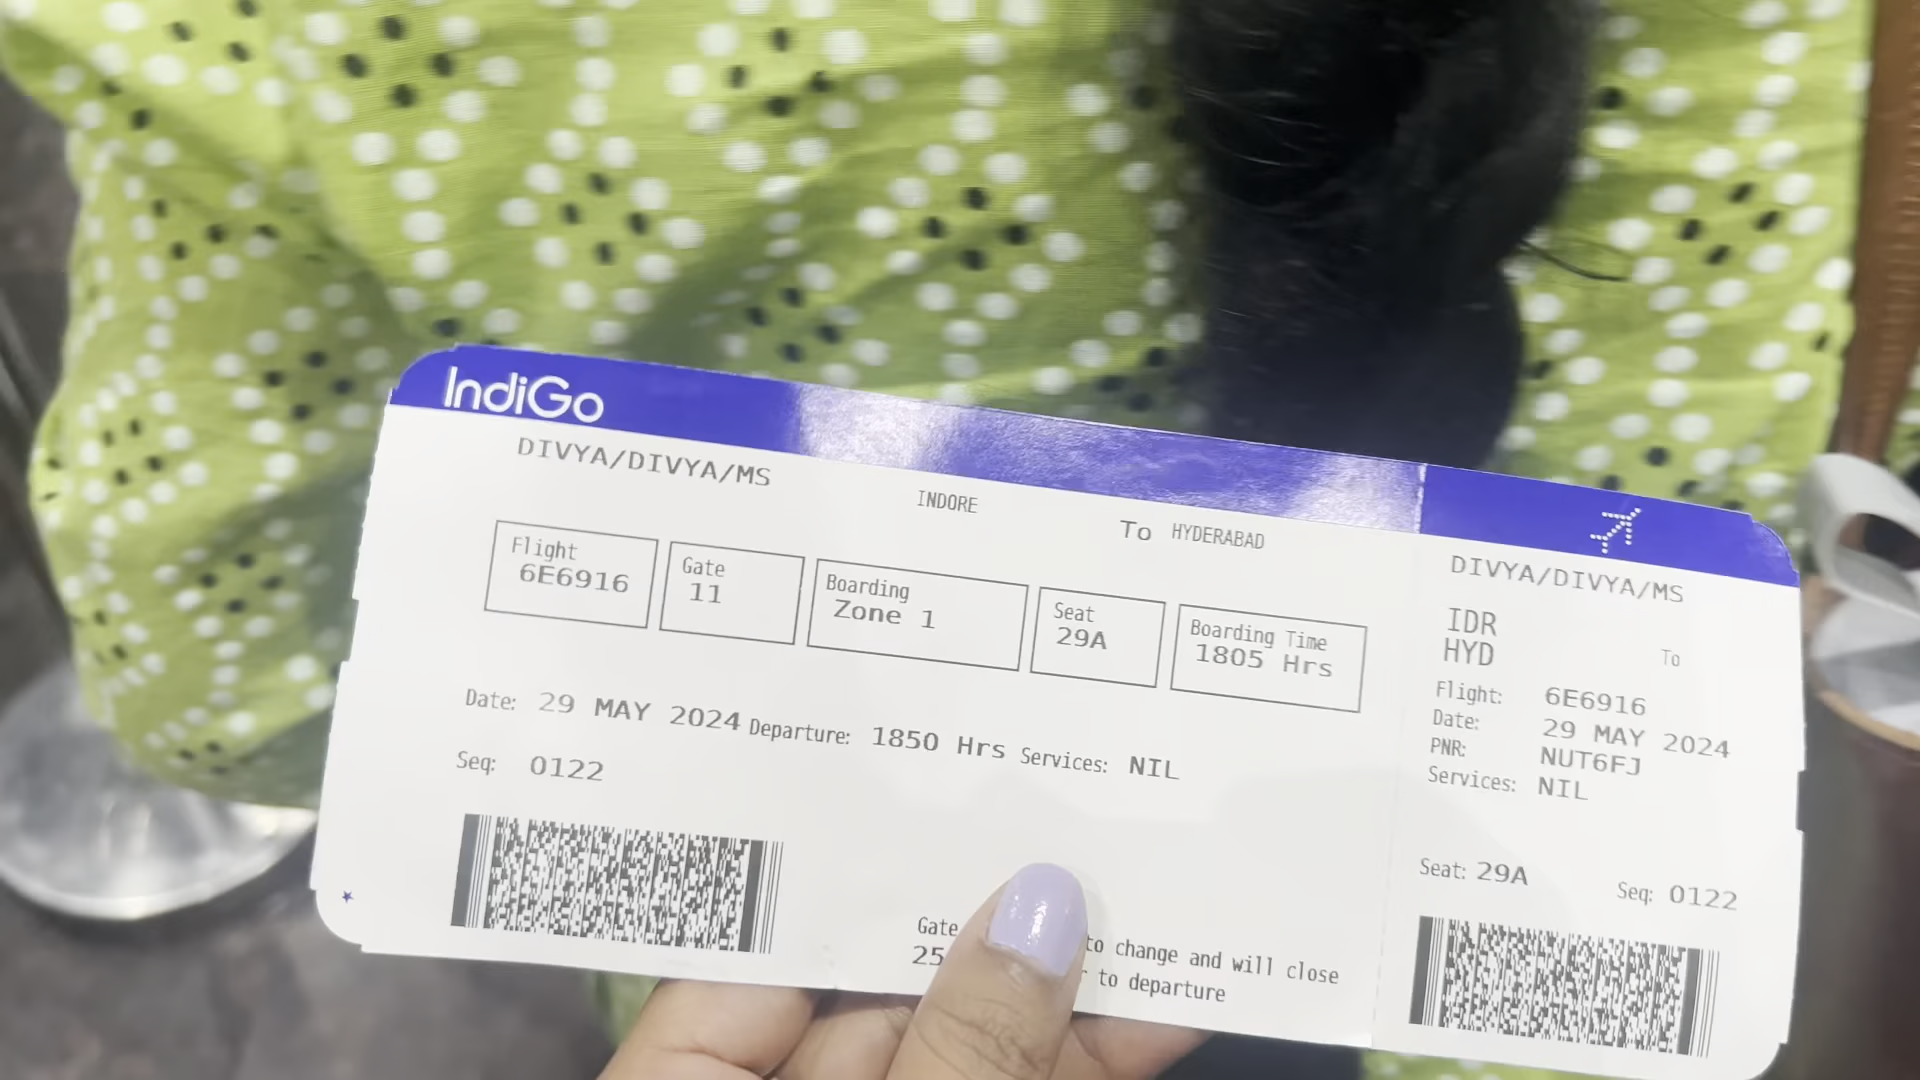 IndiGo
DIVYA/DIVYA/MS
INDORE To HYDERABAD
Flight Gate Boarding Seat Boarding Time
6E6916 11 Zone 1 29A 1805 Hrs
Date: 29 MAY 2024 Departure: 1850 Hrs Services: NIL
Seq: 0122
Gate to change and will close
25 to departure
DIVYA/DIVYA/MS
IDR To
HYD
Flight: 6E6916
Date: 29 MAY 2024
PNR: NUT6FJ
Services: NIL
Seat: 29A Seq: 0122